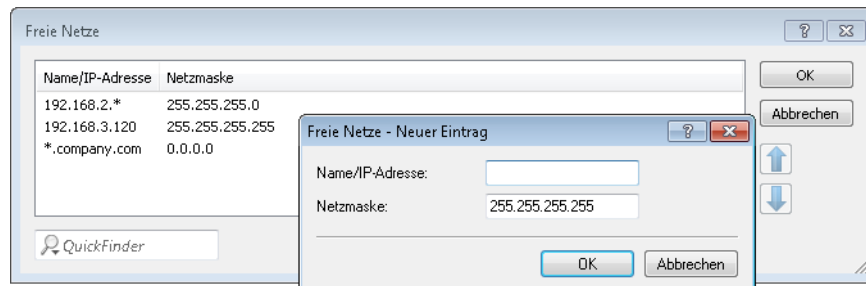 Freie Netze
Name/IP-Adresse Netzmaske
192.168.2.* 255.255.255.0
192.168.3.120 255.255.255.255
*.company.com 0.0.0.0
OK
Abbrechen
QuickFinder
Freie Netze - Neuer Eintrag
Name/IP-Adresse:
Netzmaske: 255.255.255.255
OK Abbrechen